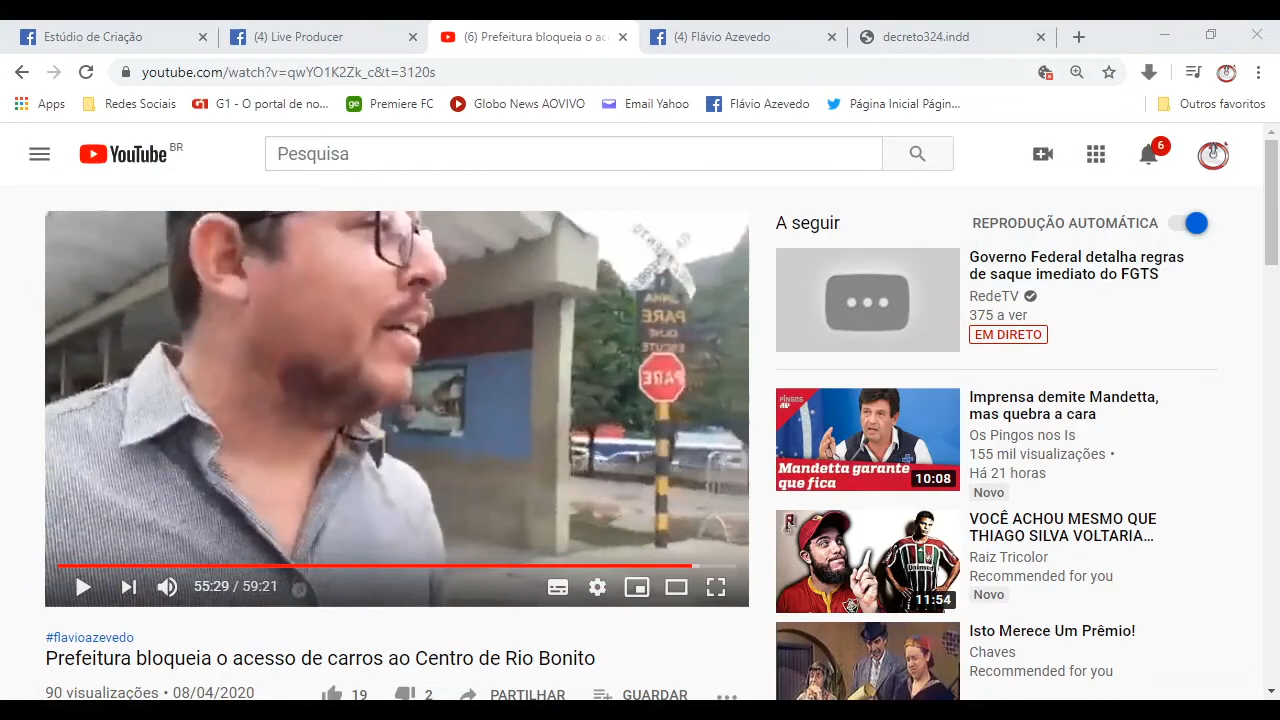 Estúdio de Criação
(4) Live Producer
(6) Prefeitura bloqueia o ac
(4) Flávio Azevedo
decreto324.indd
youtube.com/watch?v=qwYO1K2Zk_c&t=3120s
Apps
Redes Sociais
G1 - O portal de no...
Premiere FC
Globo News AOVIVO
Email Yahoo
Flávio Azevedo
Página Inicial Págin...
Outros favoritos
YouTube BR
Pesquisa
6
PARE
OLHE
ESCUTE
PARE
55:29 / 59:21
#flavioazevedo
Prefeitura bloqueia o acesso de carros ao Centro de Rio Bonito
90 visualizações • 08/04/2020
19
2
PARTILHAR
GUARDAR
A seguir
REPRODUÇÃO AUTOMÁTICA
Governo Federal detalha regras
de saque imediato do FGTS
RedeTV
375 a ver
EM DIRETO
PINGOS
Mandetta garante
que fica
10:08
Imprensa demite Mandetta,
mas quebra a cara
Os Pingos nos Is
155 mil visualizações •
Há 21 horas
Novo
Unimed
11:54
VOCÊ ACHOU MESMO QUE
THIAGO SILVA VOLTARIA...
Raiz Tricolor
Recommended for you
Novo
Isto Merece Um Prêmio!
Chaves
Recommended for you